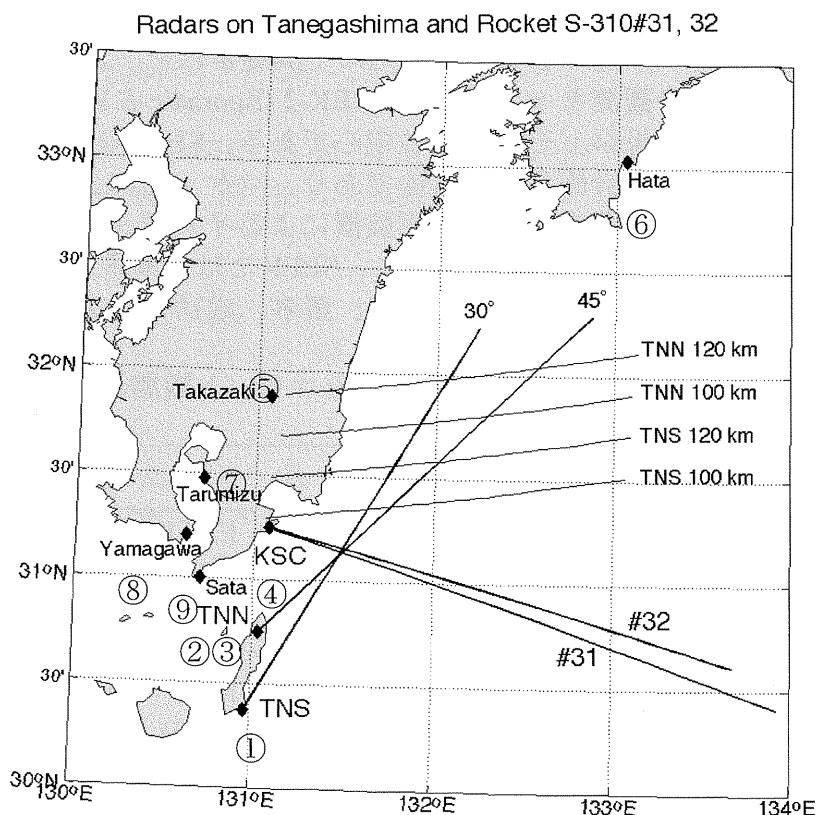 Radars on Tanegashima and Rocket S-310#31, 32
30'
33°N
Hata
⑥
30'
30°
45°
TNN 120 km
32°N
Takazaki⑤
TNN 100 km
TNS 120 km
30'
⑦
Tarumizu
TNS 100 km
Yamagawa
KSC
31°N
⑧
Sata
④
⑨
TNN
#32
② ③
#31
30'
TNS
①
30°N
130°E
131°E
132°E
133°E
134°E